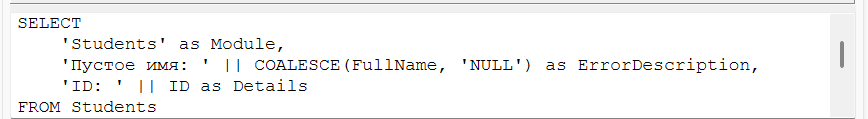 SELECT
    'Students' as Module,
    'Пустое имя: ' || COALESCE(FullName, 'NULL') as ErrorDescription,
    'ID: ' || ID as Details
FROM Students